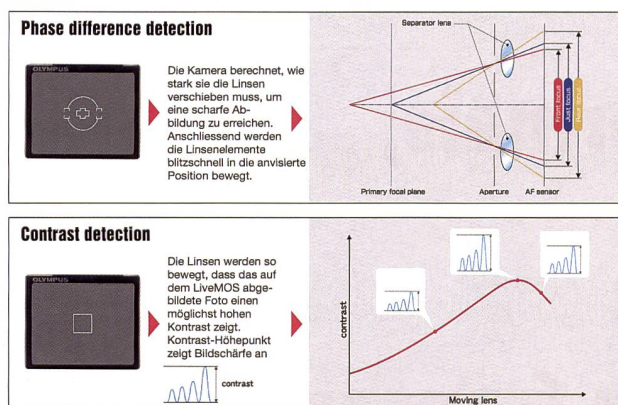 Phase difference detection
OLYMPUS
Die Kamera berechnet, wie
stark sie die Linsen
verschieben muss, um
eine scharfe Ab-
bildung zu erreichen.
Anschliessend werden
die Linsenelemente
blitzschnell in die anvisierte
Position bewegt.
Separator lens
Front focus
Just focus
Rear focus
Primary focal plane
Aperture
AF sensor
Contrast detection
OLYMPUS
Die Linsen werden so
bewegt, dass das auf
dem LiveMOS abge-
bildete Foto einen
möglichst hohen
Kontrast zeigt.
Kontrast-Höhepunkt
zeigt Bildschärfe an
contrast
contrast
Moving lens